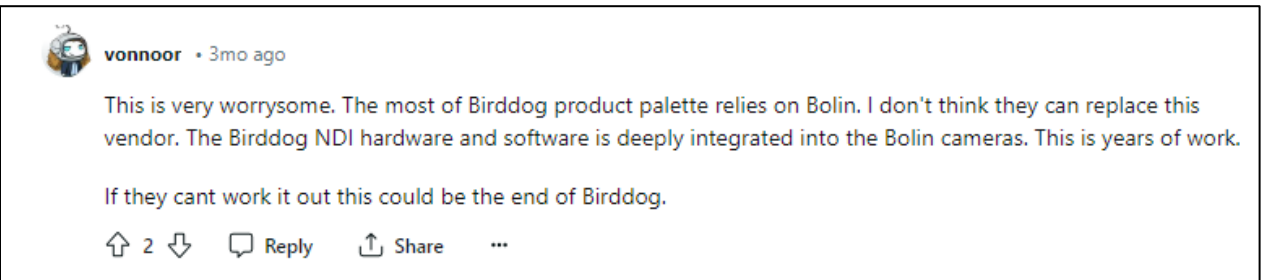 vonnoor • 3mo ago
This is very worrysome. The most of Birddog product palette relies on Bolin. I don't think they can replace this
vendor. The Birddog NDI hardware and software is deeply integrated into the Bolin cameras. This is years of work.
If they cant work it out this could be the end of Birddog.
2 Reply Share ...